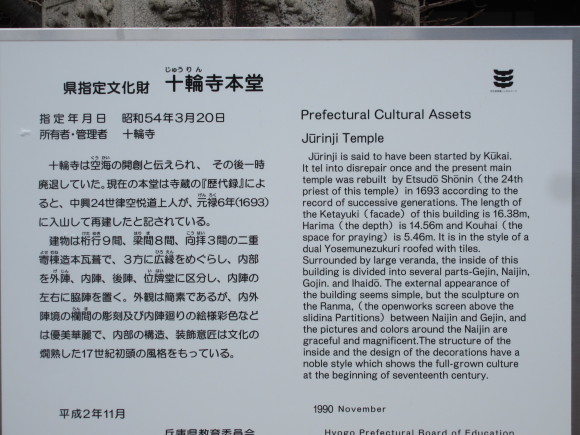 県指定文化財 十輪寺本堂
じゅうりんじ
指定年月日 昭和54年3月20日
所有者・管理者 十輪寺
十輪寺は空海の開創と伝えられ、その後一時
廃退していた。現在の本堂は寺蔵の『歴代録』によ
ると、中興24世律空悦道上人が、元禄6年(1693)
に入山して再建したと記されている。
建物は桁行9間、梁間8間、向拝3間の二重
寄棟造本瓦葺で、3方に広縁をめぐらし、内部
を外陣、内陣、後陣、位牌堂に区分し、内陣の
左右に脇陣を置く。外観は簡素であるが、内外
陣境の欄間の彫刻及び内陣廻りの絵様彩色など
は優美華麗で、内部の構造、装飾意匠は文化の
爛熟した17世紀初頭の風格をもっている。
平成2年11月
兵庫県教育委員会
Prefectural Cultural Assets
Jūrinji Temple
Jūrinji is said to have been started by Kūkai.
It tel into disrepair once and the present main
temple was rebuilt by Etsudō Shōnin ( the 24th
priest of this temple ) in 1693 according to the
record of successive generations. The length of
the Ketayuki (facade) of this building is 16.38m,
Harima ( the depth) is 14.56m and Kouhai ( the
space for praying) is 5.46m. It is in the style of a
dual Yosemunezukuri roofed with tiles.
Surrounded by large veranda, the inside of this
building is divided into several parts-Gejin, Naijin,
Gojin. and Ihaidō. The external appearance of
the building seems simple, but the sculpture on
the Ranma, ( the openworks screen above the
slidina Partitions) between Naijin and Gejin, and
the pictures and colors around the Naijin are
graceful and magnificent.The structure of the
inside and the design of the decorations have a
noble style which shows the full-grown culture
at the beginning of seventeenth century.
1990 November
Hyogo Prefectural Board of Education